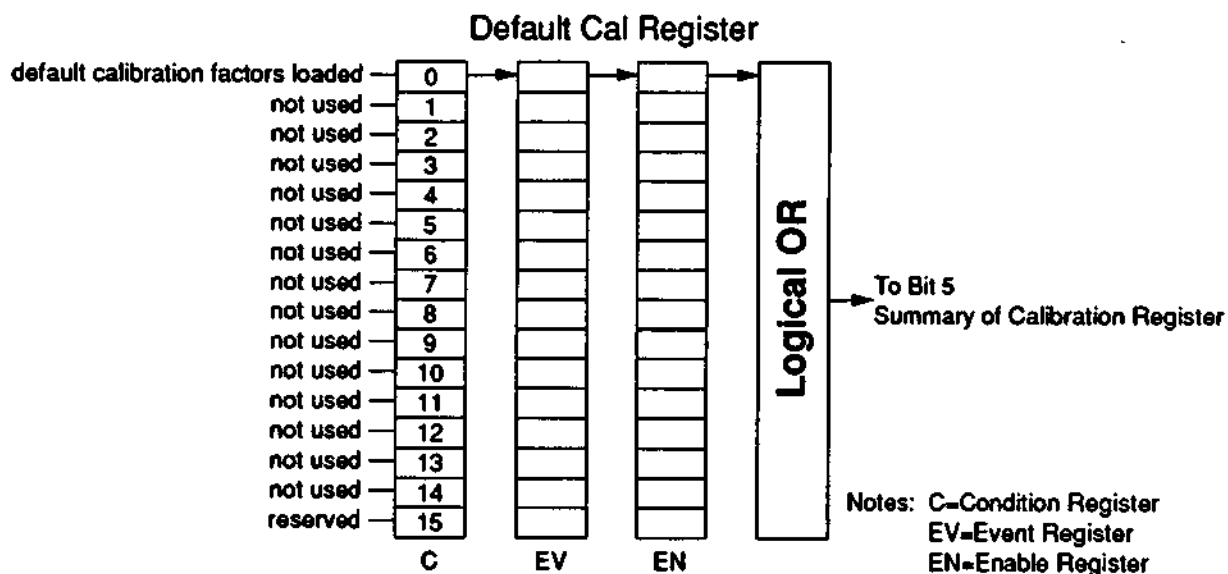 Default Cal Register
default calibration factors loaded 0
not used 1
not used 2
not used 3
not used 4
not used 5
not used 6
not used 7
not used 8
not used 9
not used 10
not used 11
not used 12
not used 13
not used 14
reserved 15
C EV EN
Logical OR
To Bit 5
Summary of Calibration Register
Notes: C=Condition Register
EV=Event Register
EN=Enable Register